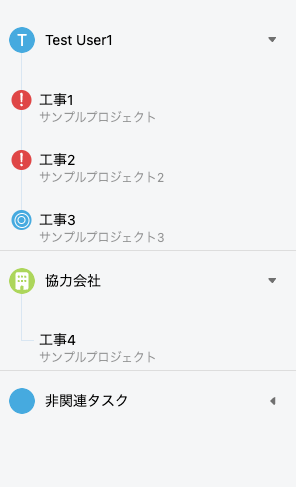 T Test User1
工事1
サンプルプロジェクト
工事2
サンプルプロジェクト2
工事3
サンプルプロジェクト3
協力会社
工事4
サンプルプロジェクト
非関連タスク